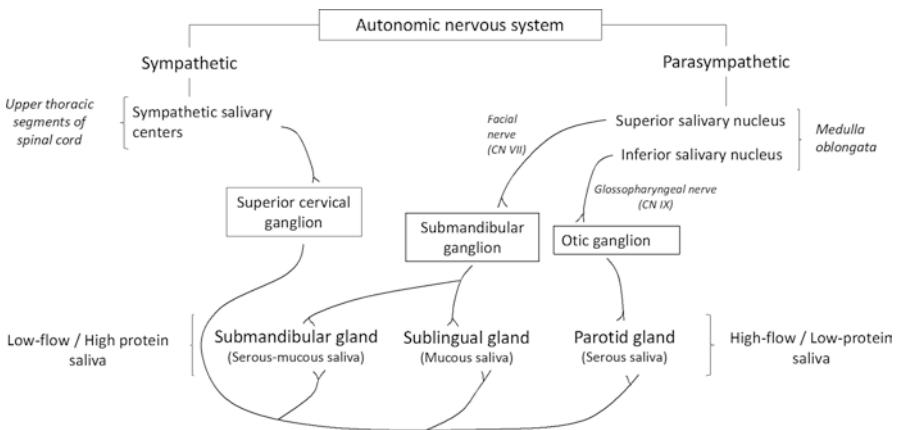 Autonomic nervous system
Sympathetic
Parasympathetic
Upper thoracic
segments of
spinal cord
Sympathetic salivary
centers
Facial
nerve
(CN VII)
Superior salivary nucleus
Inferior salivary nucleus
Medulla
oblongata
Glossopharyngeal nerve
(CN IX)
Superior cervical
ganglion
Submandibular
ganglion
Otic ganglion
Low-flow / High protein
saliva
Submandibular gland
(Serous-mucous saliva)
Sublingual gland
(Mucous saliva)
Parotid gland
(Serous saliva)
High-flow / Low-protein
saliva